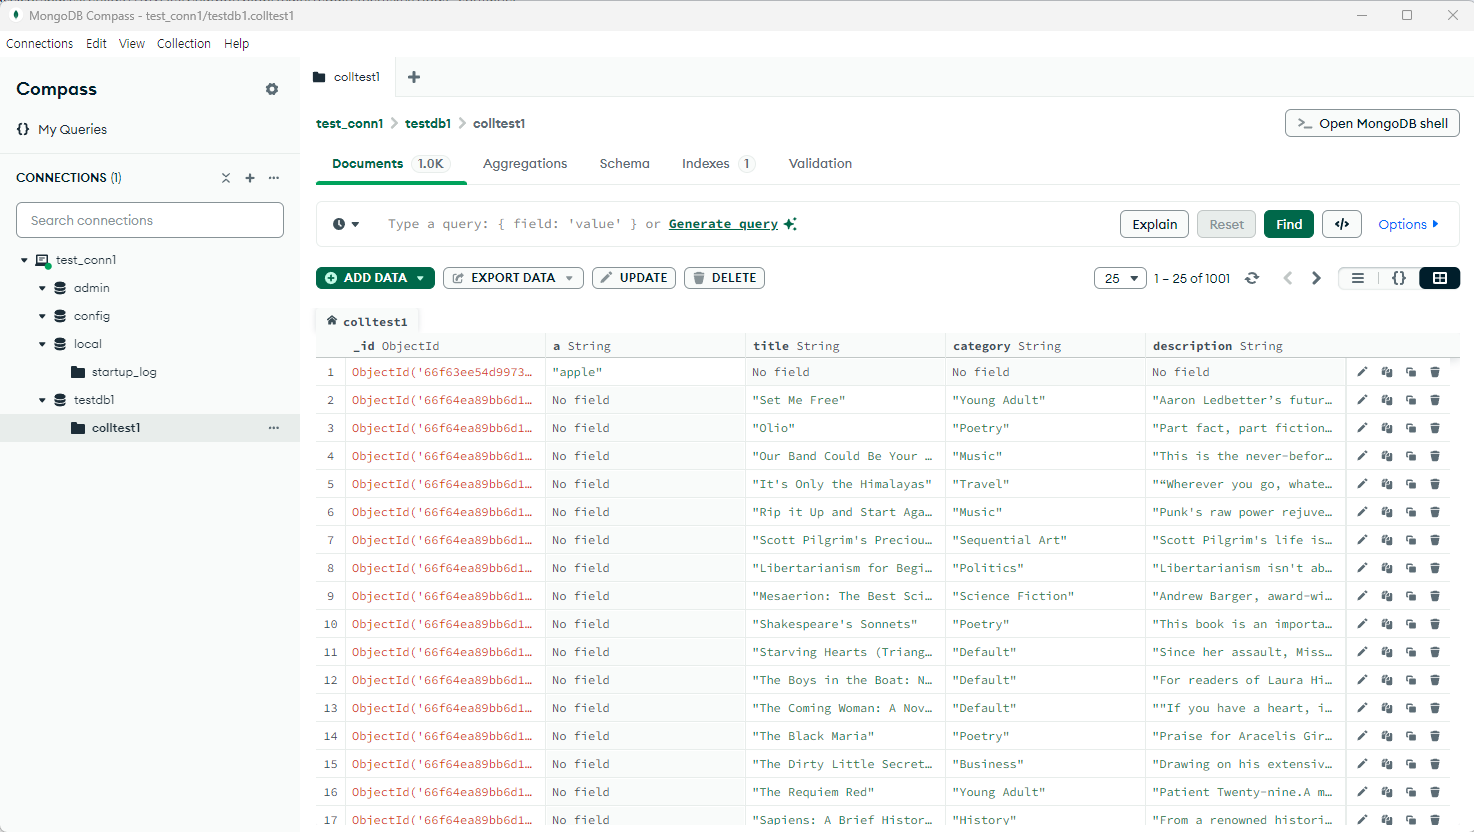 MongoDB Compass - test_conn1/testdb1.colltest1
Connections Edit View Collection Help
Compass
{} My Queries
CONNECTIONS (1)
Search connections
test_conn1
admin
config
local
startup_log
testdb1
colltest1
colltest1
test_conn1 > testdb1 > colltest1
>_ Open MongoDB shell
Documents 1.0K Aggregations Schema Indexes 1 Validation
Type a query: { field: 'value' } or Generate query
Explain Reset Find </> Options
ADD DATA EXPORT DATA UPDATE DELETE 25 1 – 25 of 1001 {}
colltest1
_id ObjectId a String title String category String description String
1 ObjectId('66f63ee54d9973… "apple" No field No field No field
2 ObjectId('66f64ea89bb6d1… No field "Set Me Free" "Young Adult" "Aaron Ledbetter’s futur…
3 ObjectId('66f64ea89bb6d1… No field "Olio" "Poetry" "Part fact, part fiction…
4 ObjectId('66f64ea89bb6d1… No field "Our Band Could Be Your … "Music" "This is the never-befor…
5 ObjectId('66f64ea89bb6d1… No field "It's Only the Himalayas" "Travel" "“Wherever you go, whate…
6 ObjectId('66f64ea89bb6d1… No field "Rip it Up and Start Aga… "Music" "Punk's raw power rejuve…
7 ObjectId('66f64ea89bb6d1… No field "Scott Pilgrim's Preciou… "Sequential Art" "Scott Pilgrim's life is…
8 ObjectId('66f64ea89bb6d1… No field "Libertarianism for Begi… "Politics" "Libertarianism isn't ab…
9 ObjectId('66f64ea89bb6d1… No field "Mesaerion: The Best Sci… "Science Fiction" "Andrew Barger, award-wi…
10 ObjectId('66f64ea89bb6d1… No field "Shakespeare's Sonnets" "Poetry" "This book is an importa…
11 ObjectId('66f64ea89bb6d1… No field "Starving Hearts (Triang… "Default" "Since her assault, Miss…
12 ObjectId('66f64ea89bb6d1… No field "The Boys in the Boat: N… "Default" "For readers of Laura Hi…
13 ObjectId('66f64ea89bb6d1… No field "The Coming Woman: A Nov… "Default" ""If you have a heart, i…
14 ObjectId('66f64ea89bb6d1… No field "The Black Maria" "Poetry" "Praise for Aracelis Gir…
15 ObjectId('66f64ea89bb6d1… No field "The Dirty Little Secret… "Business" "Drawing on his extensiv…
16 ObjectId('66f64ea89bb6d1… No field "The Requiem Red" "Young Adult" "Patient Twenty-nine.A m…
17 ObjectId('66f64ea89bb6d1… No field "Sapiens: A Brief Histor… "History" "From a renowned histori…